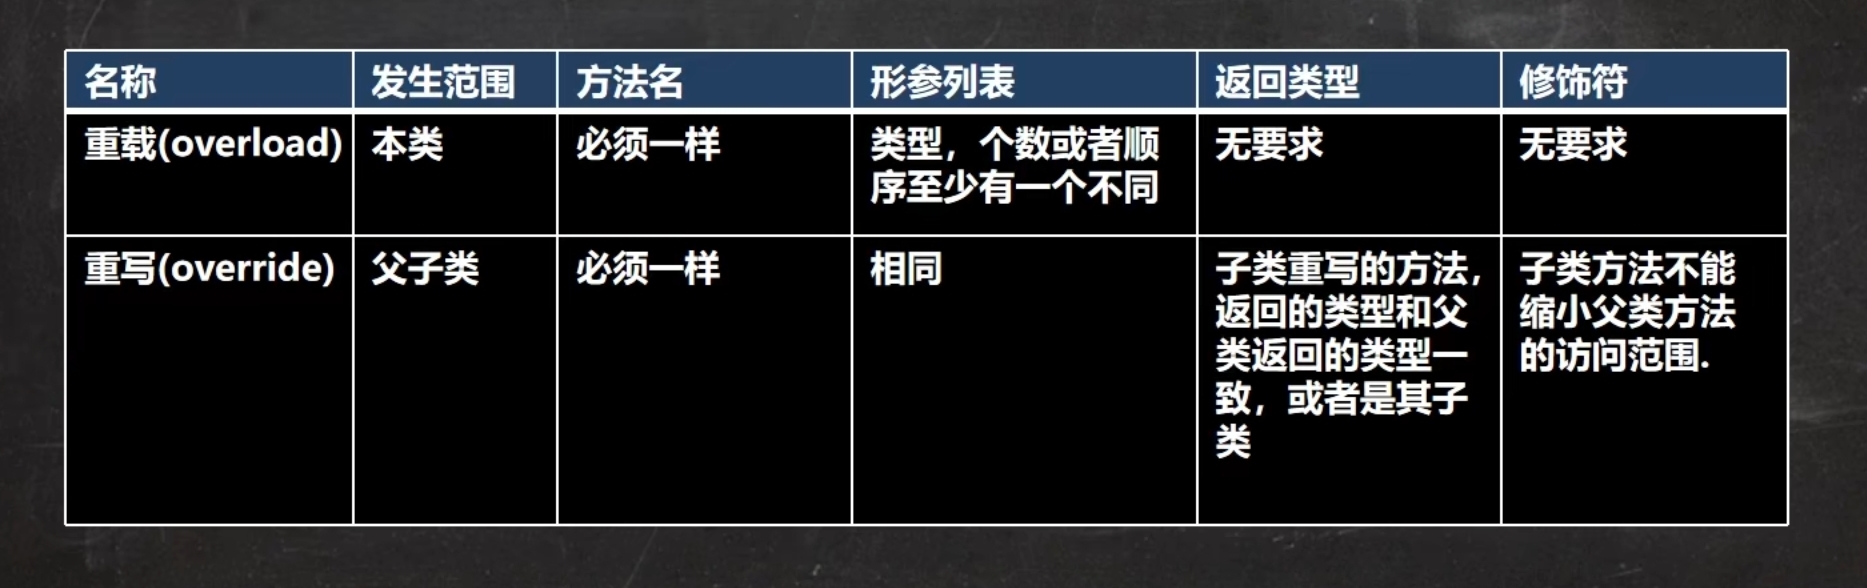 名称
发生范围
方法名
形参列表
返回类型
修饰符
重载(overload)
本类
必须一样
类型，个数或者顺
序至少有一个不同
无要求
无要求
重写(override)
父子类
必须一样
相同
子类重写的方法，
返回的类型和父
类返回的类型一
致，或者是其子
类
子类方法不能
缩小父类方法
的访问范围.